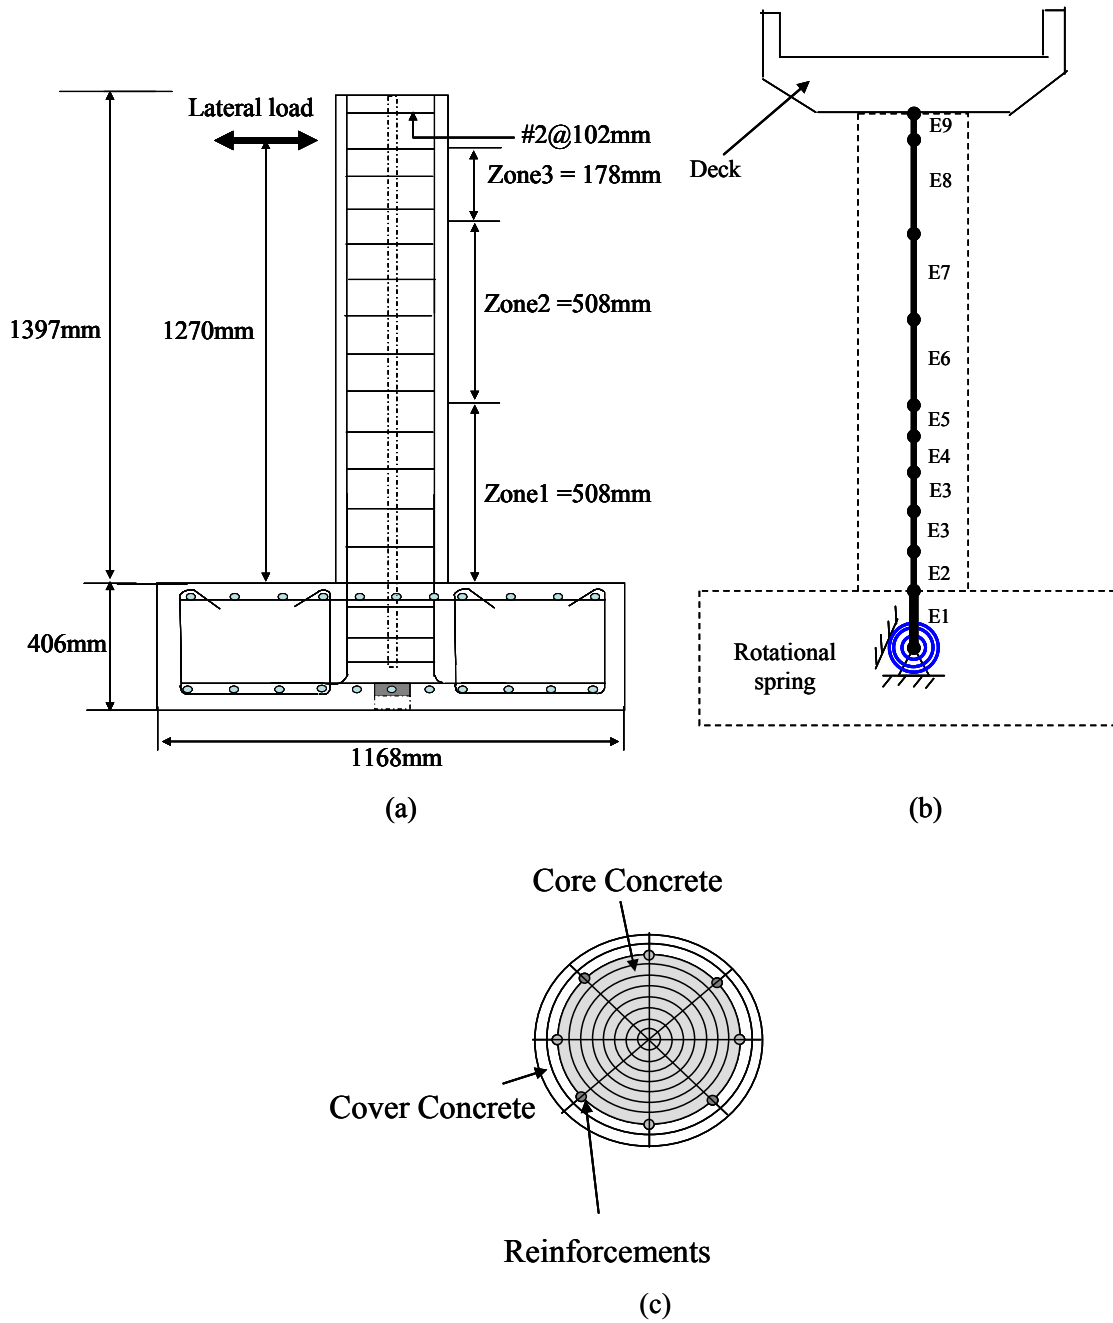 Lateral load
#2@102mm
Zone3 = 178mm
Zone2 =508mm
1397mm
1270mm
Zone1 =508mm
406mm
1168mm
(a)
Deck
E9
E8
E7
E6
E5
E4
E3
E3
E2
E1
Rotational
spring
(b)
Core Concrete
Cover Concrete
Reinforcements
(c)